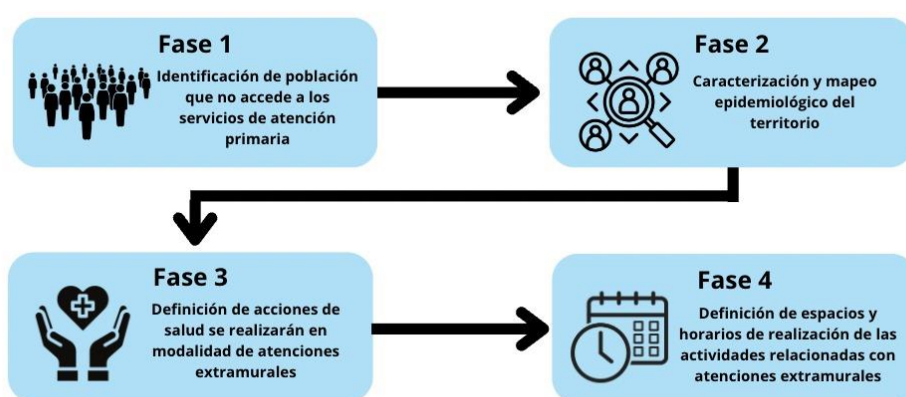 Fase 1
Identificación de población
que no accede a los
servicios de atención
primaria
Fase 2
Caracterización y mapeo
epidemiológico del
territorio
Fase 3
Definición de acciones de
salud se realizarán en
modalidad de atenciones
extramurales
Fase 4
Definición de espacios y
horarios de realización de las
actividades relacionadas con
atenciones extramurales